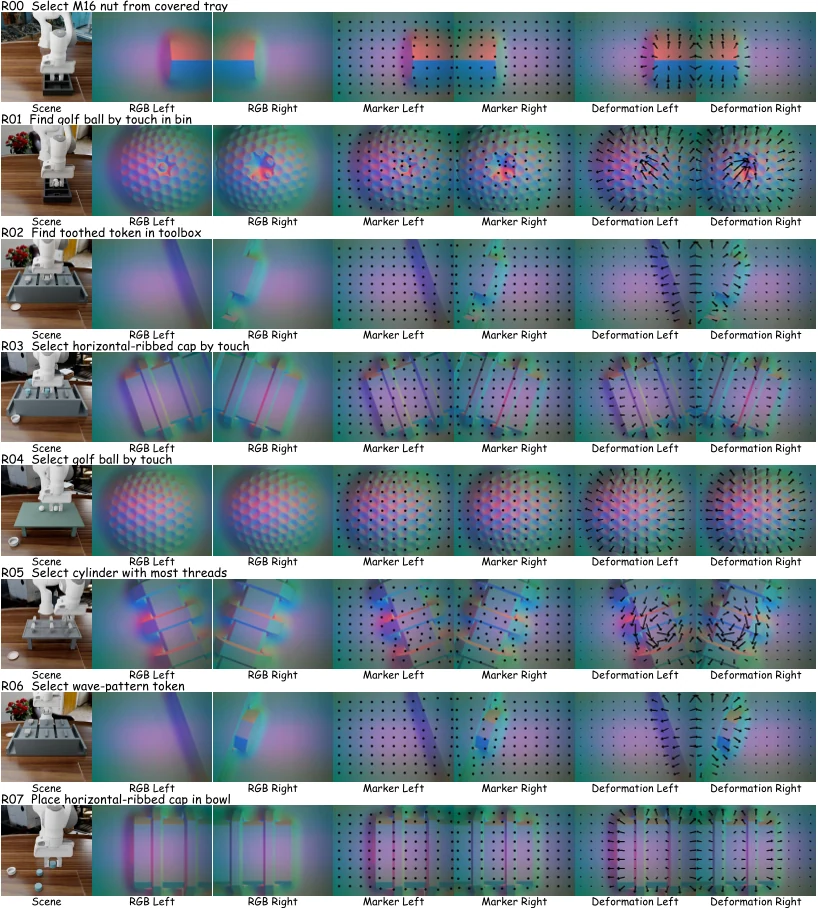 R00 Select M16 nut from covered tray
Scene RGB Left RGB Right Marker Left Marker Right Deformation Left Deformation Right
R01 Find golf ball by touch in bin
Scene RGB Left RGB Right Marker Left Marker Right Deformation Left Deformation Right
R02 Find toothed token in toolbox
Scene RGB Left RGB Right Marker Left Marker Right Deformation Left Deformation Right
R03 Select horizontal-ribbed cap by touch
Scene RGB Left RGB Right Marker Left Marker Right Deformation Left Deformation Right
R04 Select golf ball by touch
Scene RGB Left RGB Right Marker Left Marker Right Deformation Left Deformation Right
R05 Select cylinder with most threads
Scene RGB Left RGB Right Marker Left Marker Right Deformation Left Deformation Right
R06 Select wave-pattern token
Scene RGB Left RGB Right Marker Left Marker Right Deformation Left Deformation Right
R07 Place horizontal-ribbed cap in bowl
Scene RGB Left RGB Right Marker Left Marker Right Deformation Left Deformation Right